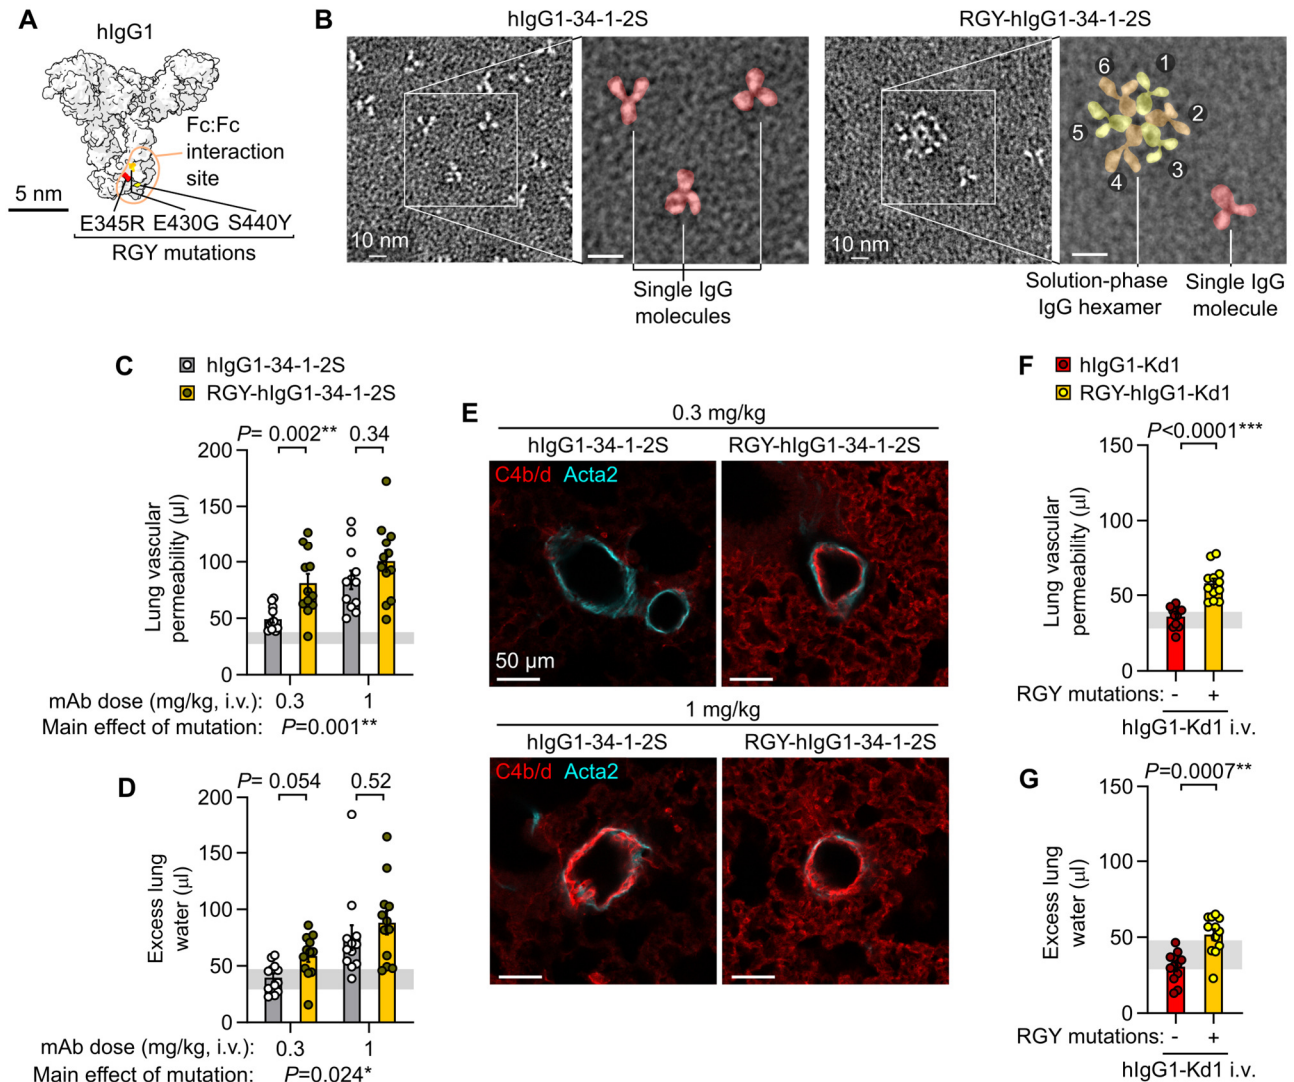 A
hIgG1
Fc:Fc
interaction
site
5 nm
E345R E430G S440Y
RGY mutations
B
hIgG1-34-1-2S
RGY-hIgG1-34-1-2S
10 nm
10 nm
1
2
3
4
5
6
Single IgG
molecules
Solution-phase
IgG hexamer
Single IgG
molecule
C
hIgG1-34-1-2S
RGY-hIgG1-34-1-2S
P= 0.002** 0.34
Lung vascular
permeability (µl)
200
150
100
50
0
mAb dose (mg/kg, i.v.): 0.3 1
Main effect of mutation: P=0.001**
D
P= 0.054 0.52
Excess lung
water (µl)
200
150
100
50
0
mAb dose (mg/kg, i.v.): 0.3 1
Main effect of mutation: P=0.024*
E
0.3 mg/kg
hIgG1-34-1-2S RGY-hIgG1-34-1-2S
C4b/d Acta2
50 µm
1 mg/kg
hIgG1-34-1-2S RGY-hIgG1-34-1-2S
C4b/d Acta2
F
hIgG1-Kd1
RGY-hIgG1-Kd1
P<0.0001***
Lung vascular
permeability (µl)
150
100
50
0
RGY mutations: - +
hIgG1-Kd1 i.v.
G
P=0.0007**
Excess lung
water (µl)
150
100
50
0
RGY mutations: - +
hIgG1-Kd1 i.v.